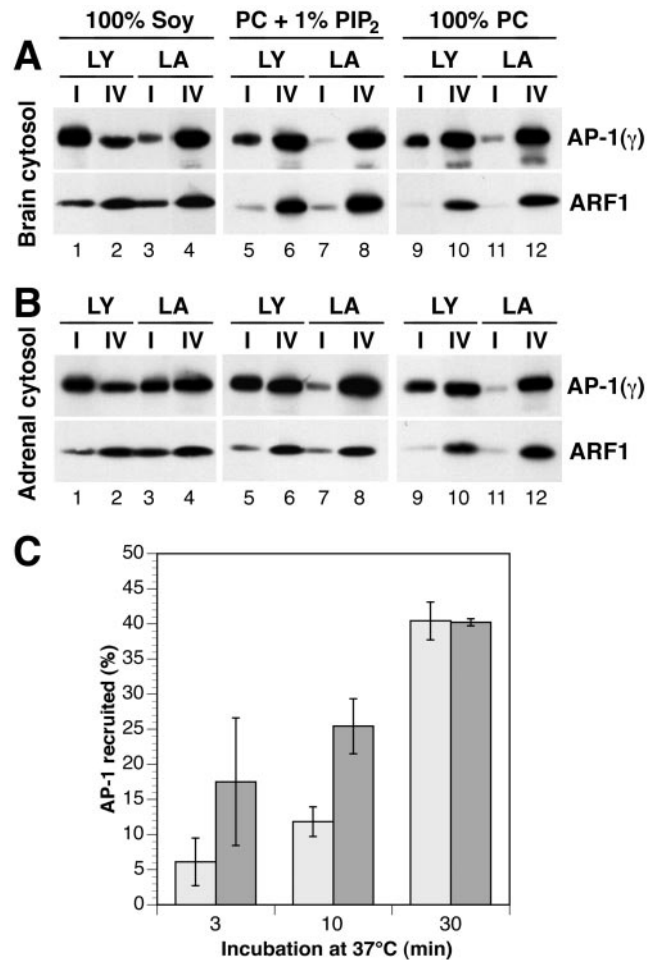 100% Soy PC + 1% PIP2 100% PC
A
LY LA LY LA LY LA
I IV I IV I IV I IV I IV I IV
Brain cytosol
AP-1(γ)
ARF1
1 2 3 4 5 6 7 8 9 10 11 12
B
LY LA LY LA LY LA
I IV I IV I IV I IV I IV I IV
Adrenal cytosol
AP-1(γ)
ARF1
1 2 3 4 5 6 7 8 9 10 11 12
C
AP-1 recruited (%)
50
45
40
35
30
25
20
15
10
5
0
3 10 30
Incubation at 37°C (min)